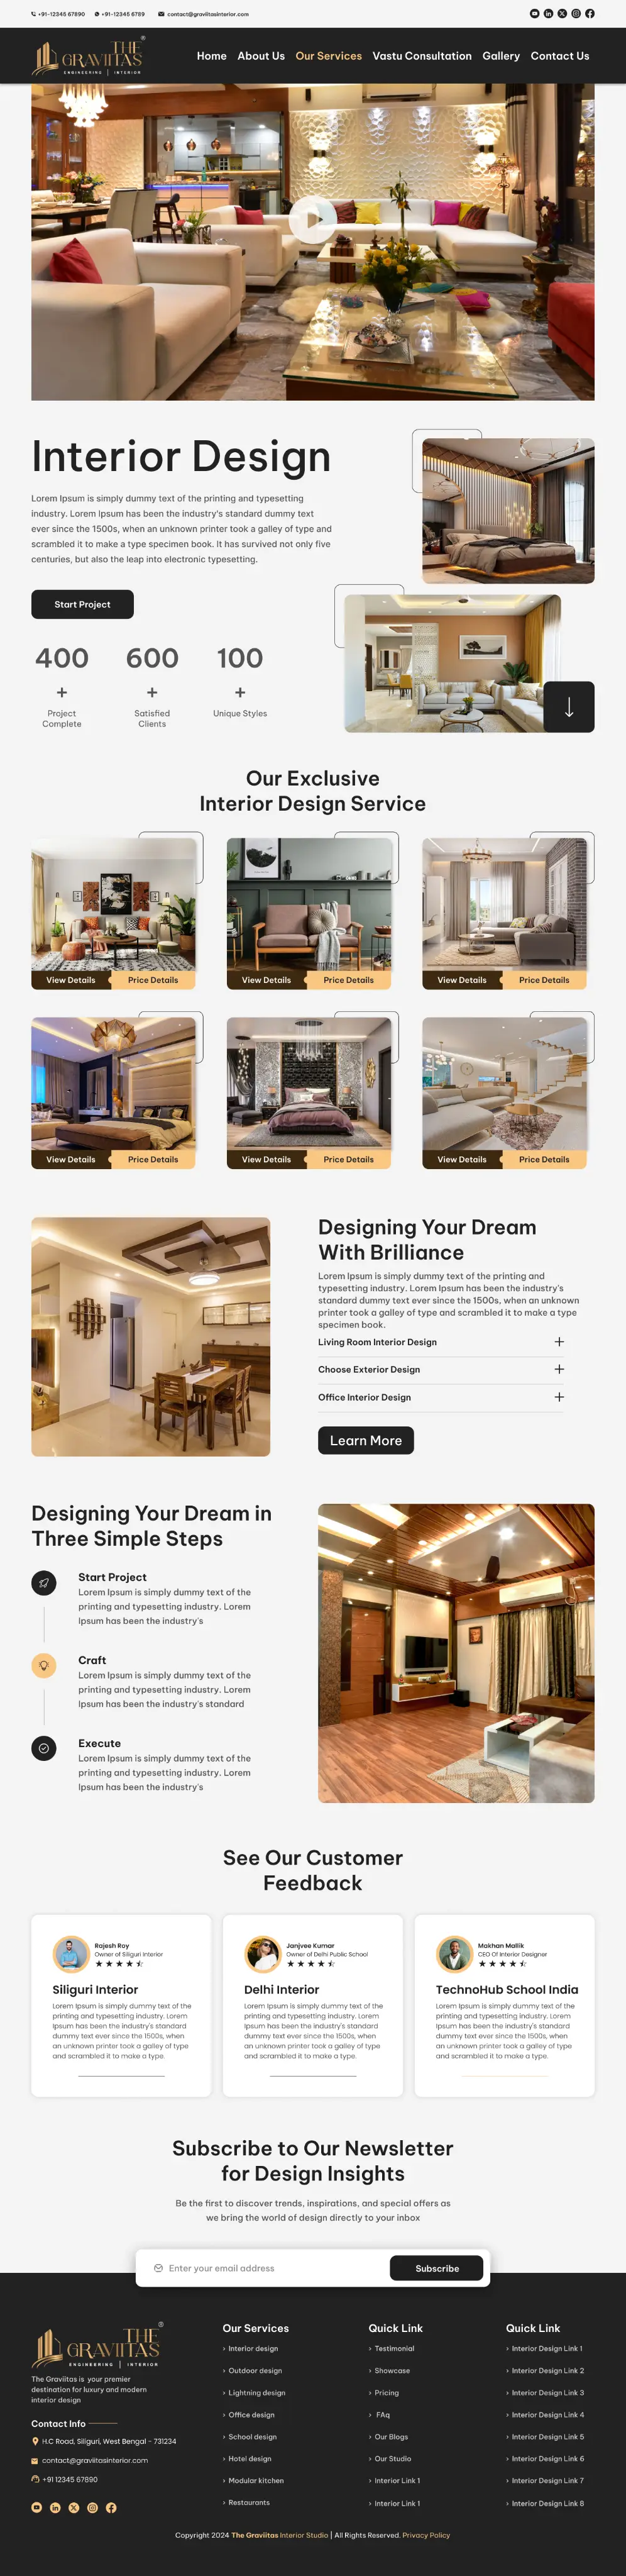 +91-12345 67890 +91-12345 6789 contact@graviitasinterior.com
THE
GRAVIITAS
ENGINEERING | INTERIOR
Home About Us Our Services Vastu Consultation Gallery Contact Us
Interior Design
Lorem Ipsum is simply dummy text of the printing and typesetting
industry. Lorem Ipsum has been the industry's standard dummy text
ever since the 1500s, when an unknown printer took a galley of type and
scrambled it to make a type specimen book. It has survived not only five
centuries, but also the leap into electronic typesetting.
Start Project
400 600 100
+ + +
Project Satisfied Unique Styles
Complete Clients
Our Exclusive
Interior Design Service
View Details Price Details View Details Price Details View Details Price Details
View Details Price Details View Details Price Details View Details Price Details
Designing Your Dream
With Brilliance
Lorem Ipsum is simply dummy text of the printing and
typesetting industry. Lorem Ipsum has been the industry's
standard dummy text ever since the 1500s, when an unknown
printer took a galley of type and scrambled it to make a type
specimen book.
Living Room Interior Design +
Choose Exterior Design +
Office Interior Design +
Learn More
Designing Your Dream in
Three Simple Steps
Start Project
Lorem Ipsum is simply dummy text of the
printing and typesetting industry. Lorem
Ipsum has been the industry's
Craft
Lorem Ipsum is simply dummy text of the
printing and typesetting industry. Lorem
Ipsum has been the industry's standard
Execute
Lorem Ipsum is simply dummy text of the
printing and typesetting industry. Lorem
Ipsum has been the industry's
See Our Customer
Feedback
Rajesh Roy
Owner of Siliguri Interior
Siliguri Interior
Lorem Ipsum is simply dummy text of the
printing and typesetting industry. Lorem
Ipsum has been the industry's standard
dummy text ever since the 1500s, when
an unknown printer took a galley of type
and scrambled it to make a type.
Janjvee Kumar
Owner of Delhi Public School
Delhi Interior
Lorem Ipsum is simply dummy text of the
printing and typesetting industry. Lorem
Ipsum has been the industry's standard
dummy text ever since the 1500s, when
an unknown printer took a galley of type
and scrambled it to make a type.
Makhan Mallik
CEO Of Interior Designer
TechnoHub School India
Lorem Ipsum is simply dummy text of the
printing and typesetting industry. Lorem
Ipsum has been the industry's standard
dummy text ever since the 1500s, when
an unknown printer took a galley of type
and scrambled it to make a type.
Subscribe to Our Newsletter
for Design Insights
Be the first to discover trends, inspirations, and special offers as
we bring the world of design directly to your inbox
Enter your email address Subscribe
THE
GRAVIITAS
ENGINEERING | INTERIOR
The Graviitas is your premier
destination for luxury and modern
interior design
Contact Info
H.C Road, Siliguri, West Bengal - 731234
contact@graviitasinterior.com
+91 12345 67890
Our Services
› Interior design
› Outdoor design
› Lightning design
› Office design
› School design
› Hotel design
› Modular kitchen
› Restaurants
Quick Link
› Testimonial
› Showcase
› Pricing
› FAq
› Our Blogs
› Our Studio
› Interior Link 1
› Interior Link 1
Quick Link
› Interior Design Link 1
› Interior Design Link 2
› Interior Design Link 3
› Interior Design Link 4
› Interior Design Link 5
› Interior Design Link 6
› Interior Design Link 7
› Interior Design Link 8
Copyright 2024 The Graviitas Interior Studio | All Rights Reserved. Privacy Policy